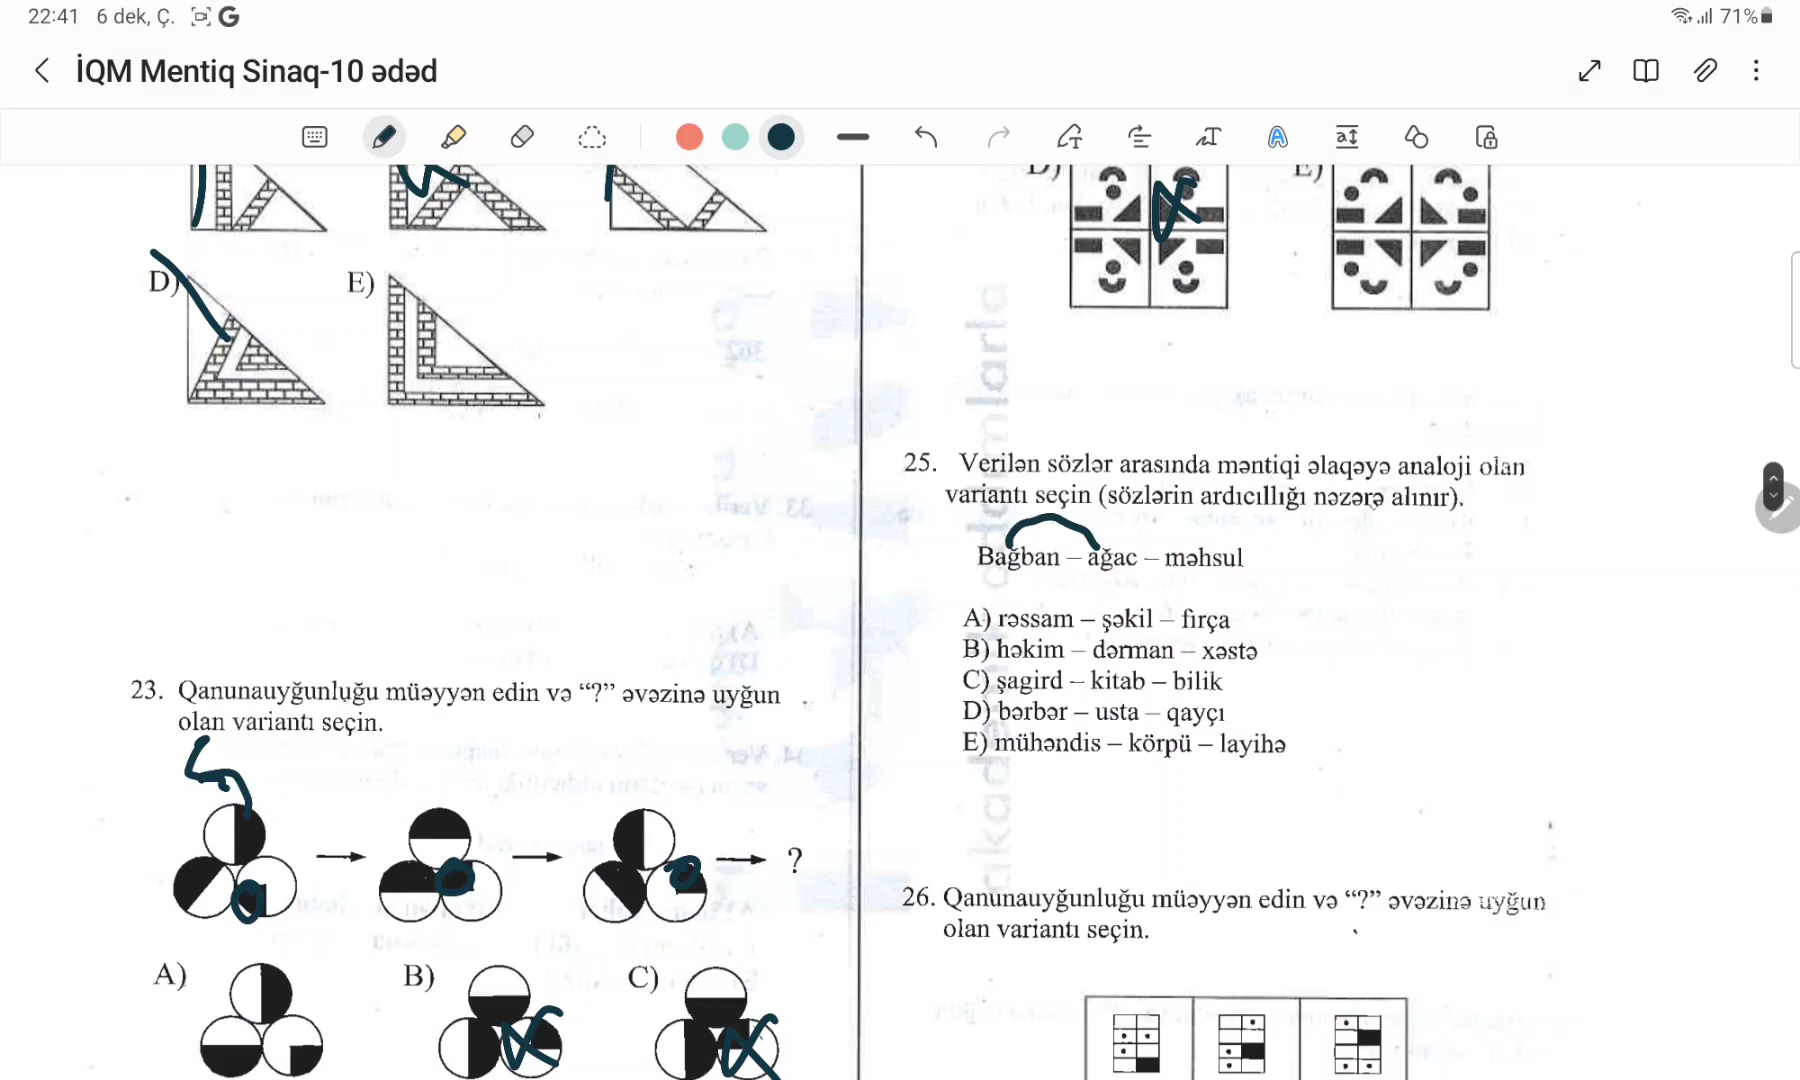 22:41 6 dek, Ç. G
71%
İQM Mentiq Sinaq-10 ədəd
D)
E)
D)
E)
23. Qanunauyğunluğu müəyyən edin və “?” əvəzinə uyğun
olan variantı seçin.
?
A)
B)
C)
25. Verilən sözlər arasında məntiqi əlaqəyə analoji olan
variantı seçin (sözlərin ardıcıllığı nəzərə alınır).
Bağban – ağac – məhsul
A) rəssam – şəkil – fırça
B) həkim – dərman – xəstə
C) şagird – kitab – bilik
D) bərbər – usta – qayçı
E) mühəndis – körpü – layihə
26. Qanunauyğunluğu müəyyən edin və “?” əvəzinə uyğun
olan variantı seçin.